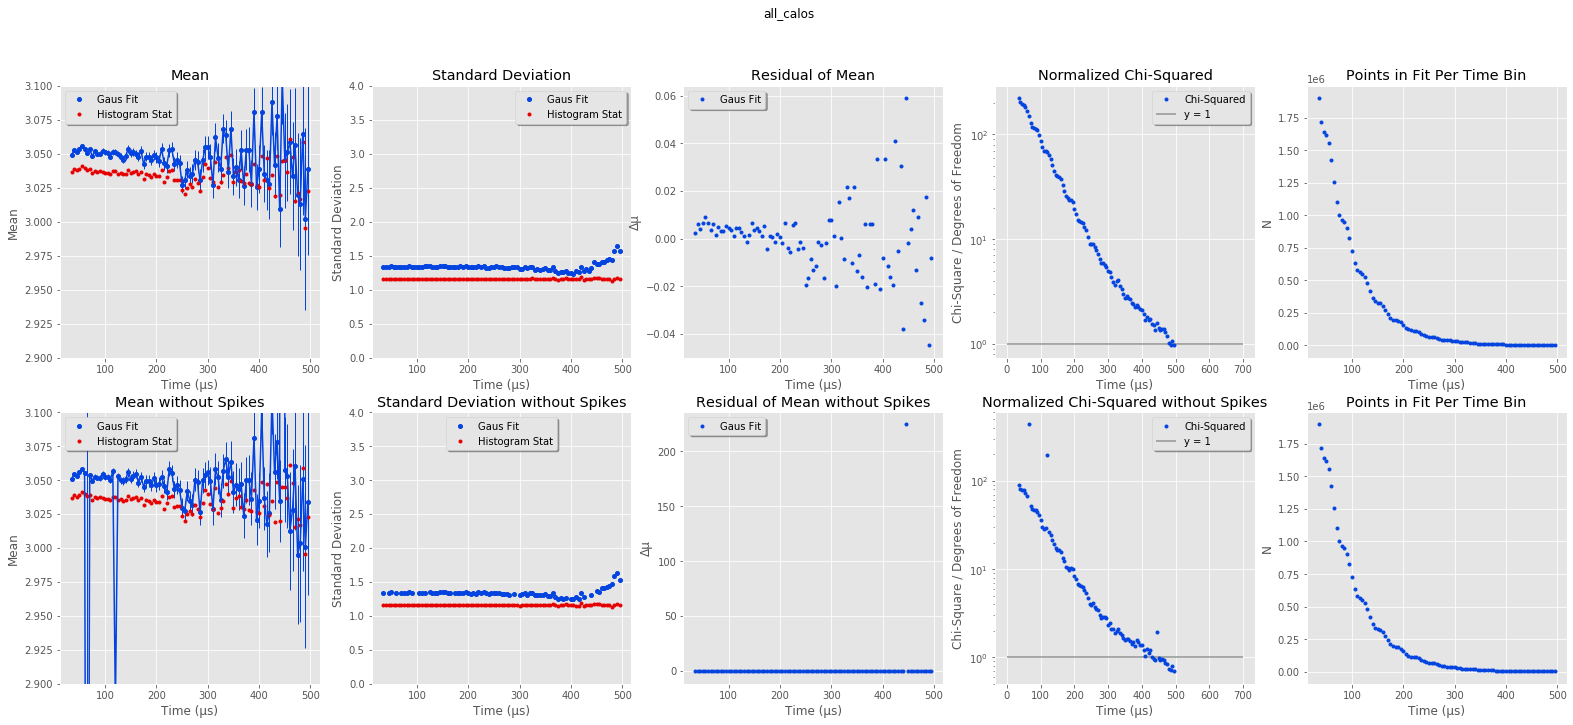 all_calos
Mean
Mean
3.100
3.075
3.050
3.025
3.000
2.975
2.950
2.925
2.900
Gaus Fit
Histogram Stat
100 200 300 400 500
Time (μs)
Standard Deviation
Standard Deviation
4.0
3.5
3.0
2.5
2.0
1.5
1.0
0.5
0.0
Gaus Fit
Histogram Stat
100 200 300 400 500
Time (μs)
Residual of Mean
Δμ
0.06
0.04
0.02
0.00
−0.02
−0.04
Gaus Fit
100 200 300 400 500
Time (μs)
Normalized Chi-Squared
Chi-Square / Degrees of Freedom
10²
10¹
10⁰
Chi-Squared
y = 1
0 100 200 300 400 500 600 700
Time (μs)
Points in Fit Per Time Bin
N
1e6
1.75
1.50
1.25
1.00
0.75
0.50
0.25
0.00
100 200 300 400 500
Time (μs)
Mean without Spikes
Mean
3.100
3.075
3.050
3.025
3.000
2.975
2.950
2.925
2.900
Gaus Fit
Histogram Stat
100 200 300 400 500
Time (μs)
Standard Deviation without Spikes
Standard Deviation
4.0
3.5
3.0
2.5
2.0
1.5
1.0
0.5
0.0
Gaus Fit
Histogram Stat
100 200 300 400 500
Time (μs)
Residual of Mean without Spikes
Δμ
200
150
100
50
0
Gaus Fit
100 200 300 400 500
Time (μs)
Normalized Chi-Squared without Spikes
Chi-Square / Degrees of Freedom
10²
10¹
10⁰
Chi-Squared
y = 1
0 100 200 300 400 500 600 700
Time (μs)
Points in Fit Per Time Bin
N
1e6
1.75
1.50
1.25
1.00
0.75
0.50
0.25
0.00
100 200 300 400 500
Time (μs)